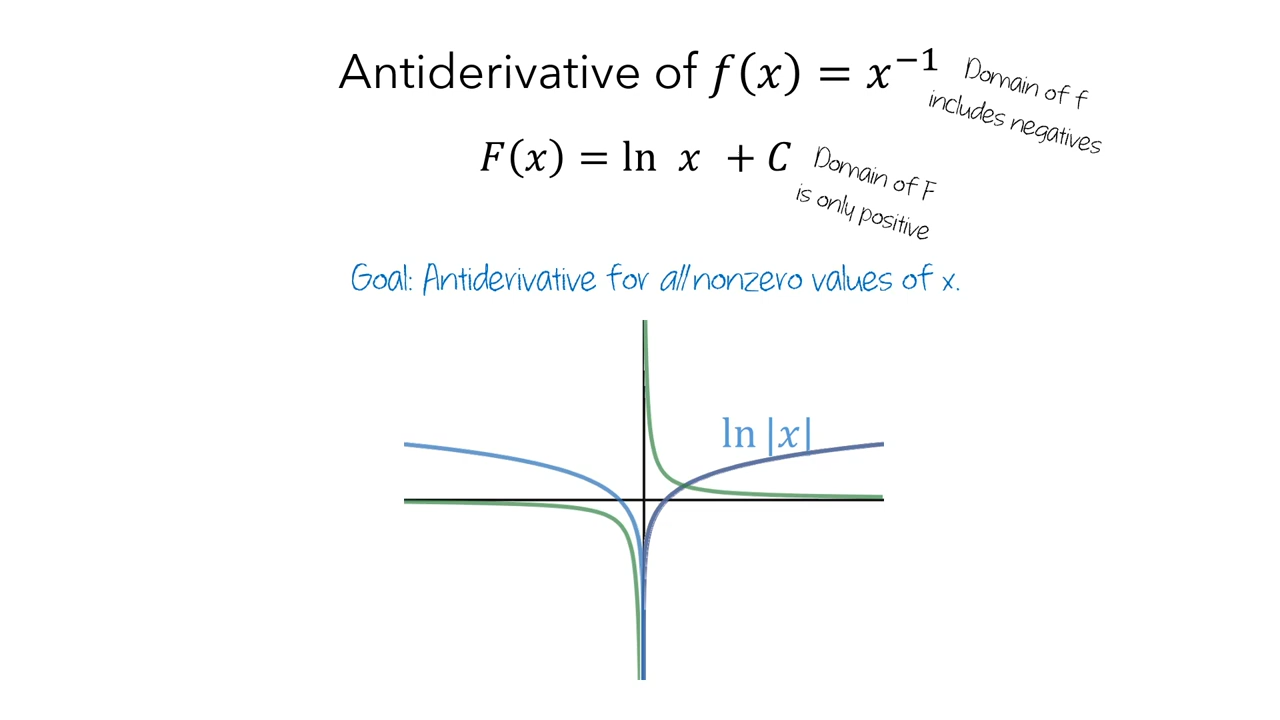 Antiderivative of f(x) = x⁻¹
Domain of f
includes negatives
F(x) = ln x + C
Domain of F
is only positive
Goal: Antiderivative for all nonzero values of x.
ln |x|